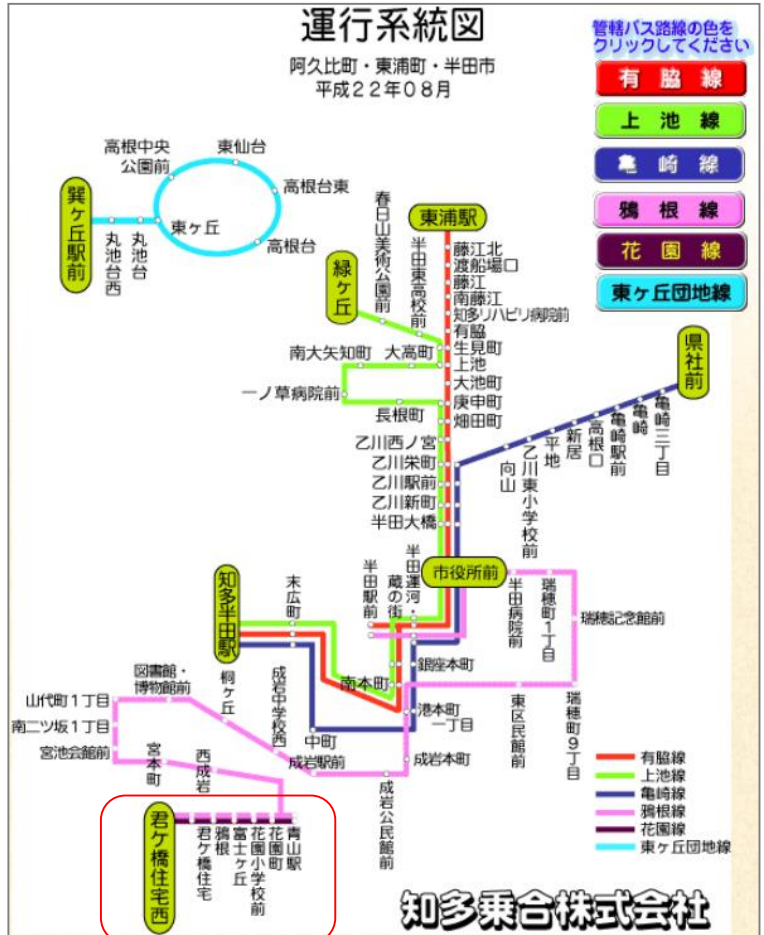 運行系統図
阿久比町・東浦町・半田市
平成２２年０８月
管轄バス路線の色を
クリックしてください
有脇線
上池線
亀崎線
鴉根線
花園線
東ヶ丘団地線
高根中央
公園前
東仙台
高根台東
高根台
東ヶ丘
丸池台
丸池台西
巽ヶ丘駅前
緑ヶ丘
春日山美術公園前
半田東高校前
東浦駅
藤江北
渡船場口
藤江
南藤江
知多リハビリ病院前
有脇
生見町
上池
大池町
庚申町
畑田町
南大矢知町
大高町
一ノ草病院前
長根町
乙川西ノ宮
乙川栄町
乙川駅前
乙川新町
半田大橋
県社前
亀崎三丁目
亀崎
亀崎駅前
高根口
新居
平地
乙川東小学校前
向山
市役所前
半田病院前
瑞穂町１丁目
瑞穂記念館前
瑞穂町９丁目
東区民館前
半田運河・
蔵の街
半田駅前
知多半田駅
末広町
銀座本町
南本町
港本町
一丁目
中町
成岩本町
成岩公民館前
成岩駅前
成岩中学校西
桐ヶ丘
図書館・
博物館前
山代町１丁目
南二ツ坂１丁目
宮池会館前
宮本町
西成岩
青山駅
花園町
花園小学校前
富士ヶ丘
鴉根
君ケ橋住宅
君ケ橋住宅西
有脇線
上池線
亀崎線
鴉根線
花園線
東ヶ丘団地線
知多乗合株式会社